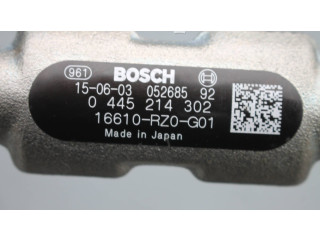 961 BOSCH
15-06-03 052685 92
0 445 214 302
16610-RZ0-G01
Made in Japan